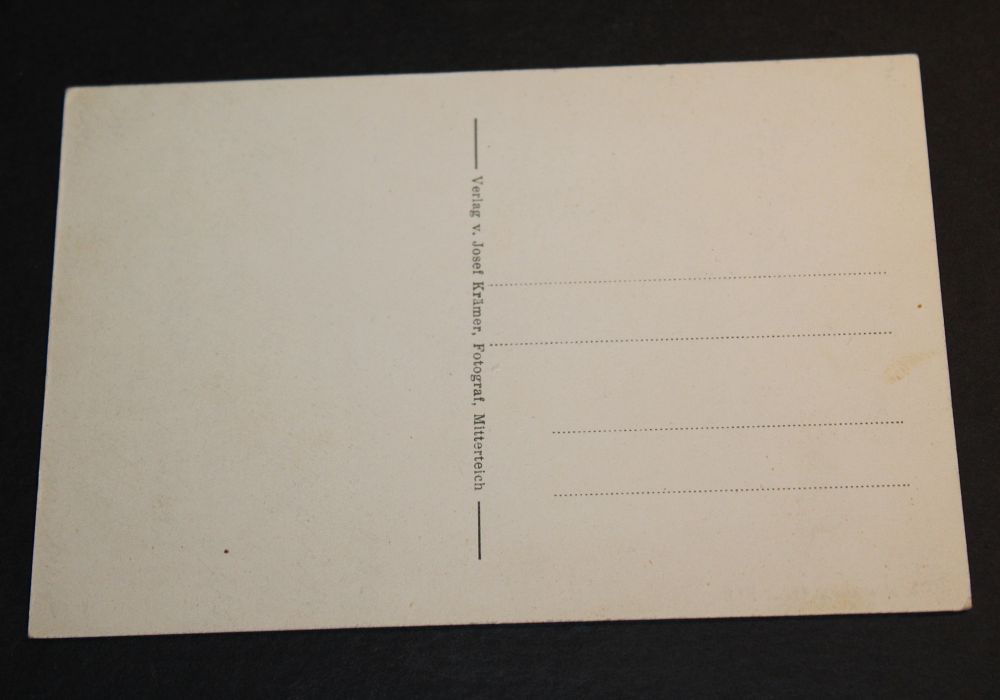 Verlag v. Josef Krämer, Fotograf, Mitterteich